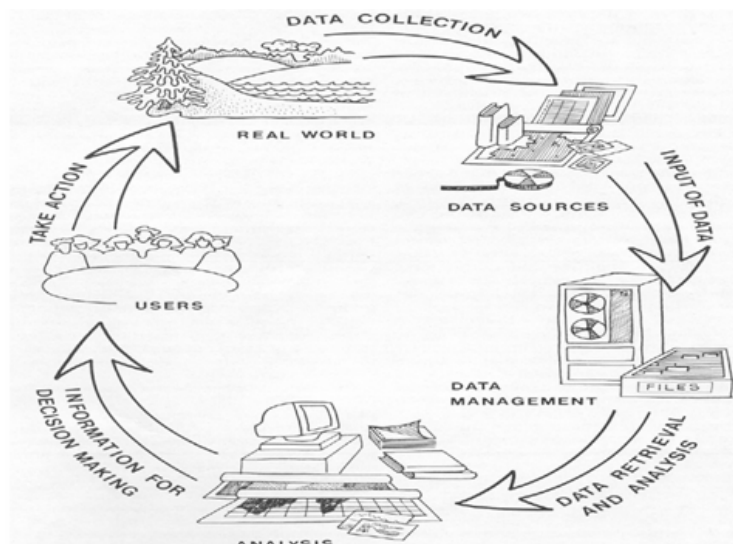 DATA COLLECTION
REAL WORLD
DATA SOURCES
INPUT OF DATA
DATA
MANAGEMENT
FILES
DATA RETRIEVAL
AND ANALYSIS
ANALYSIS
INFORMATION FOR
DECISION MAKING
USERS
TAKE ACTION